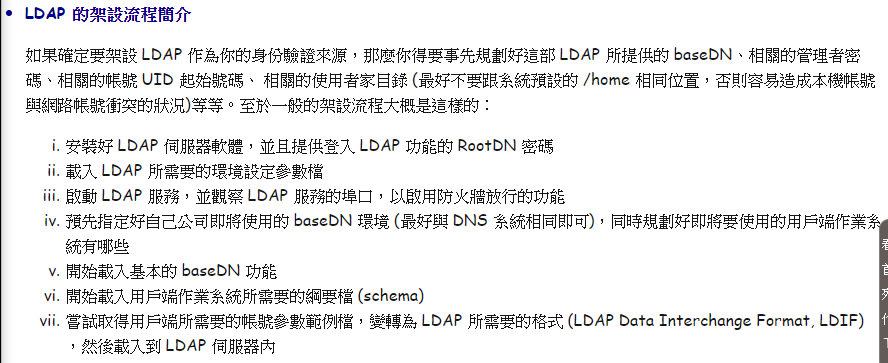 LDAP 的架設流程簡介
如果確定要架設 LDAP 作為你的身份驗證來源，那麼你得要事先規劃好這部 LDAP 所提供的 baseDN、相關的管理者密
碼、相關的帳號 UID 起始號碼、 相關的使用者家目錄 (最好不要跟系統預設的 /home 相同位置，否則容易造成本機帳號
與網路帳號衝突的狀況)等等。至於一般的架設流程大概是這樣的：
i. 安裝好 LDAP 伺服器軟體，並且提供登入 LDAP 功能的 RootDN 密碼
ii. 載入 LDAP 所需要的環境設定參數檔
iii. 啟動 LDAP 服務，並觀察 LDAP 服務的埠口，以啟用防火牆放行的功能
iv. 預先指定好自己公司即將使用的 baseDN 環境 (最好與 DNS 系統相同即可)，同時規劃好即將要使用的用戶端作業系
統有哪些
v. 開始載入基本的 baseDN 功能
vi. 開始載入用戶端作業系統所需要的綱要檔 (schema)
vii. 嘗試取得用戶端所需要的帳號參數範例檔，變轉為 LDAP 所需要的格式 (LDAP Data Interchange Format, LDIF)
，然後載入到 LDAP 伺服器內